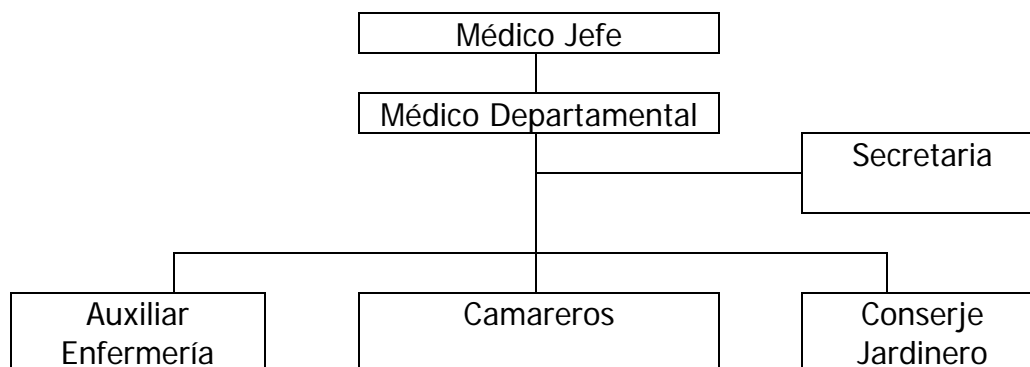 Médico Jefe
Médico Departamental
Secretaria
Auxiliar
Enfermería
Camareros
Conserje
Jardinero